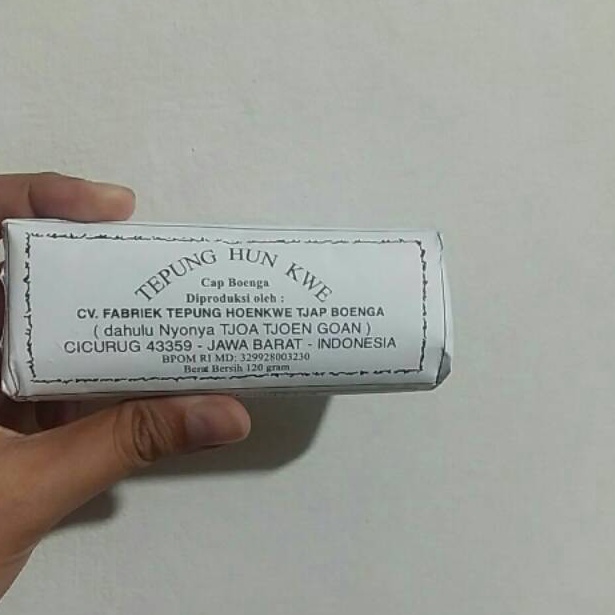 TEPUNG HUN KWE
Cap Boenga
Diproduksi oleh :
CV. FABRIEK TEPUNG HOENKWE TJAP BOENGA
( dahulu Nyonya TJOA TJOEN GOAN )
CICURUG 43359 - JAWA BARAT - INDONESIA
BPOM RI MD: 329928003230
Berat Bersih 120 gram